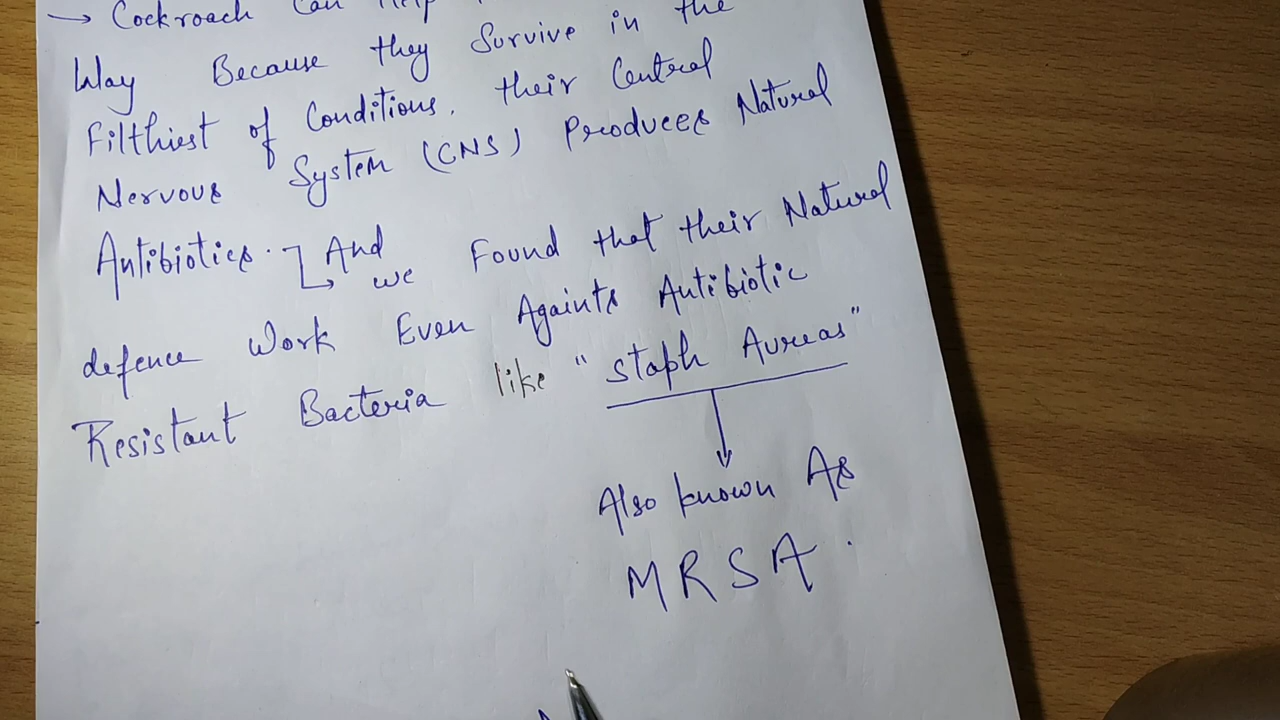 → Cockroach Can Help
Way Because they Survive in the
Filthiest of Conditions. their Central
Nervous System (CNS) Produces Natural
Antibiotics. And
→ we Found that their Natural
defence Work Even Againts Antibiotic
Resistant Bacteria like "Staph Aureas"
Also known As
MRSA.